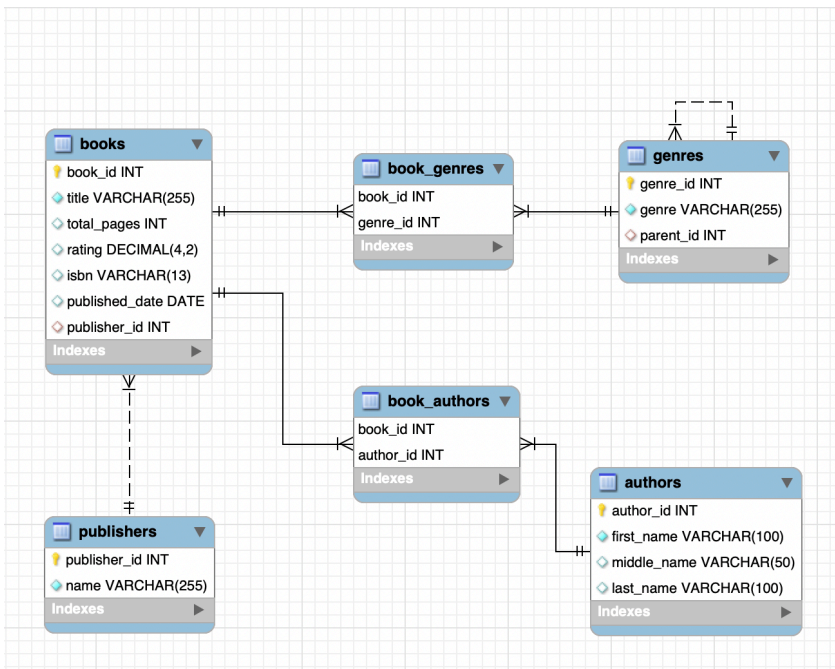 books
book_id INT
title VARCHAR(255)
total_pages INT
rating DECIMAL(4,2)
isbn VARCHAR(13)
published_date DATE
publisher_id INT
Indexes
book_genres
book_id INT
genre_id INT
Indexes
genres
genre_id INT
genre VARCHAR(255)
parent_id INT
Indexes
book_authors
book_id INT
author_id INT
Indexes
publishers
publisher_id INT
name VARCHAR(255)
Indexes
authors
author_id INT
first_name VARCHAR(100)
middle_name VARCHAR(50)
last_name VARCHAR(100)
Indexes